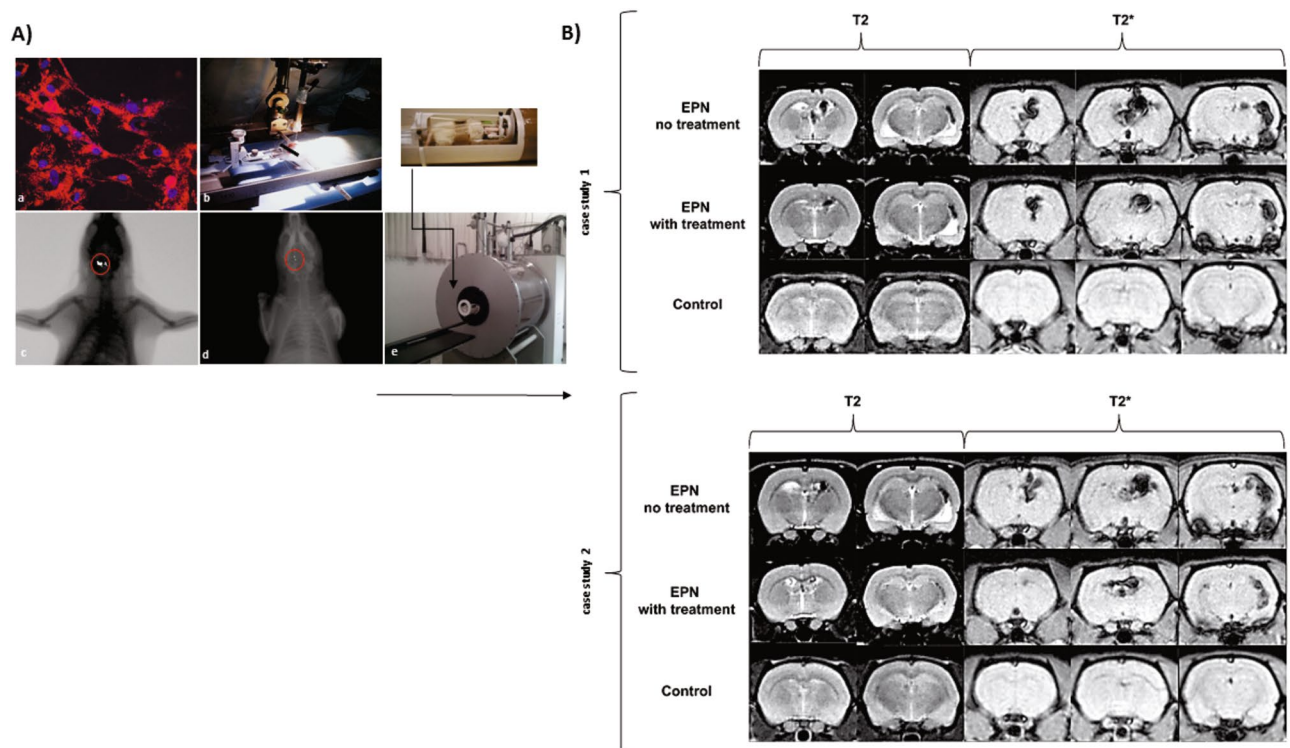 A)
a
b
c
c
d
e
B)
case study 1
T2
T2*
EPN
no treatment
EPN
with treatment
Control
case study 2
T2
T2*
EPN
no treatment
EPN
with treatment
Control